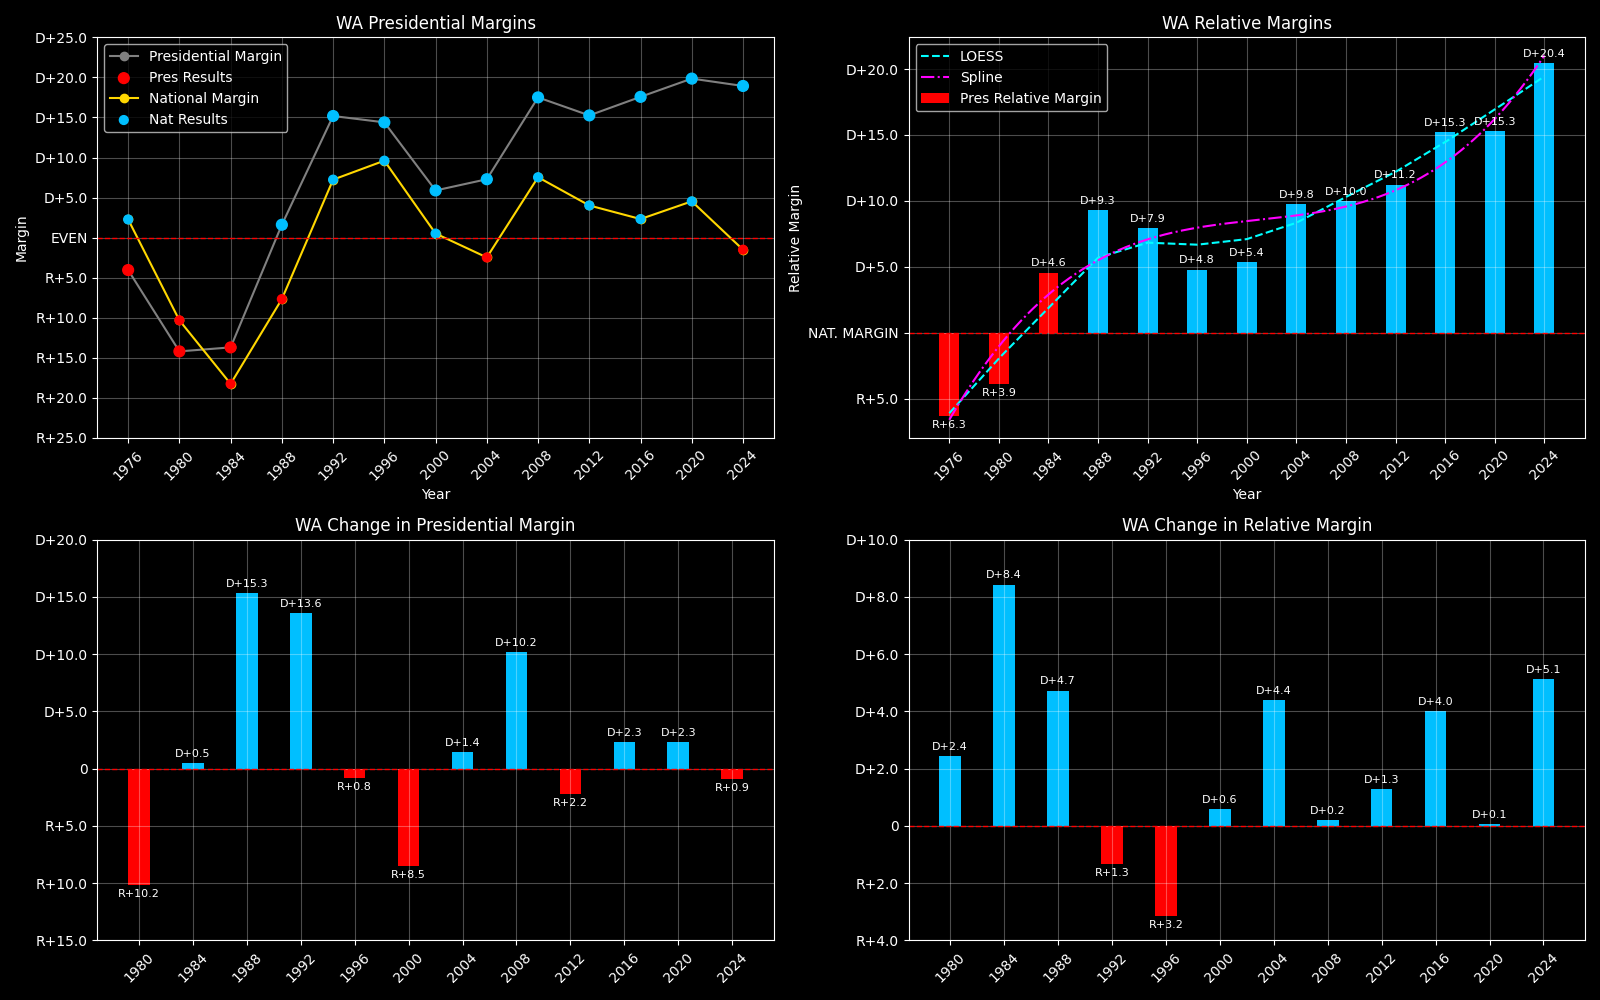 WA Presidential Margins
D+25.0
D+20.0
D+15.0
D+10.0
D+5.0
EVEN
R+5.0
R+10.0
R+15.0
R+20.0
R+25.0
Margin
Presidential Margin
Pres Results
National Margin
Nat Results
1976
1980
1984
1988
1992
1996
2000
2004
2008
2012
2016
2020
2024
Year
WA Relative Margins
D+20.0
D+15.0
D+10.0
D+5.0
NAT. MARGIN
R+5.0
Relative Margin
LOESS
Spline
Pres Relative Margin
R+6.3
R+3.9
D+4.6
D+9.3
D+7.9
D+4.8
D+5.4
D+9.8
D+10.0
D+11.2
D+15.3
D+15.3
D+20.4
1976
1980
1984
1988
1992
1996
2000
2004
2008
2012
2016
2020
2024
Year
WA Change in Presidential Margin
D+20.0
D+15.0
D+10.0
D+5.0
0
R+5.0
R+10.0
R+15.0
R+10.2
D+0.5
D+15.3
D+13.6
R+0.8
R+8.5
D+1.4
D+10.2
R+2.2
D+2.3
D+2.3
R+0.9
1980
1984
1988
1992
1996
2000
2004
2008
2012
2016
2020
2024
WA Change in Relative Margin
D+10.0
D+8.0
D+6.0
D+4.0
D+2.0
0
R+2.0
R+4.0
D+2.4
D+8.4
D+4.7
R+1.3
R+3.2
D+0.6
D+4.4
D+0.2
D+1.3
D+4.0
D+0.1
D+5.1
1980
1984
1988
1992
1996
2000
2004
2008
2012
2016
2020
2024